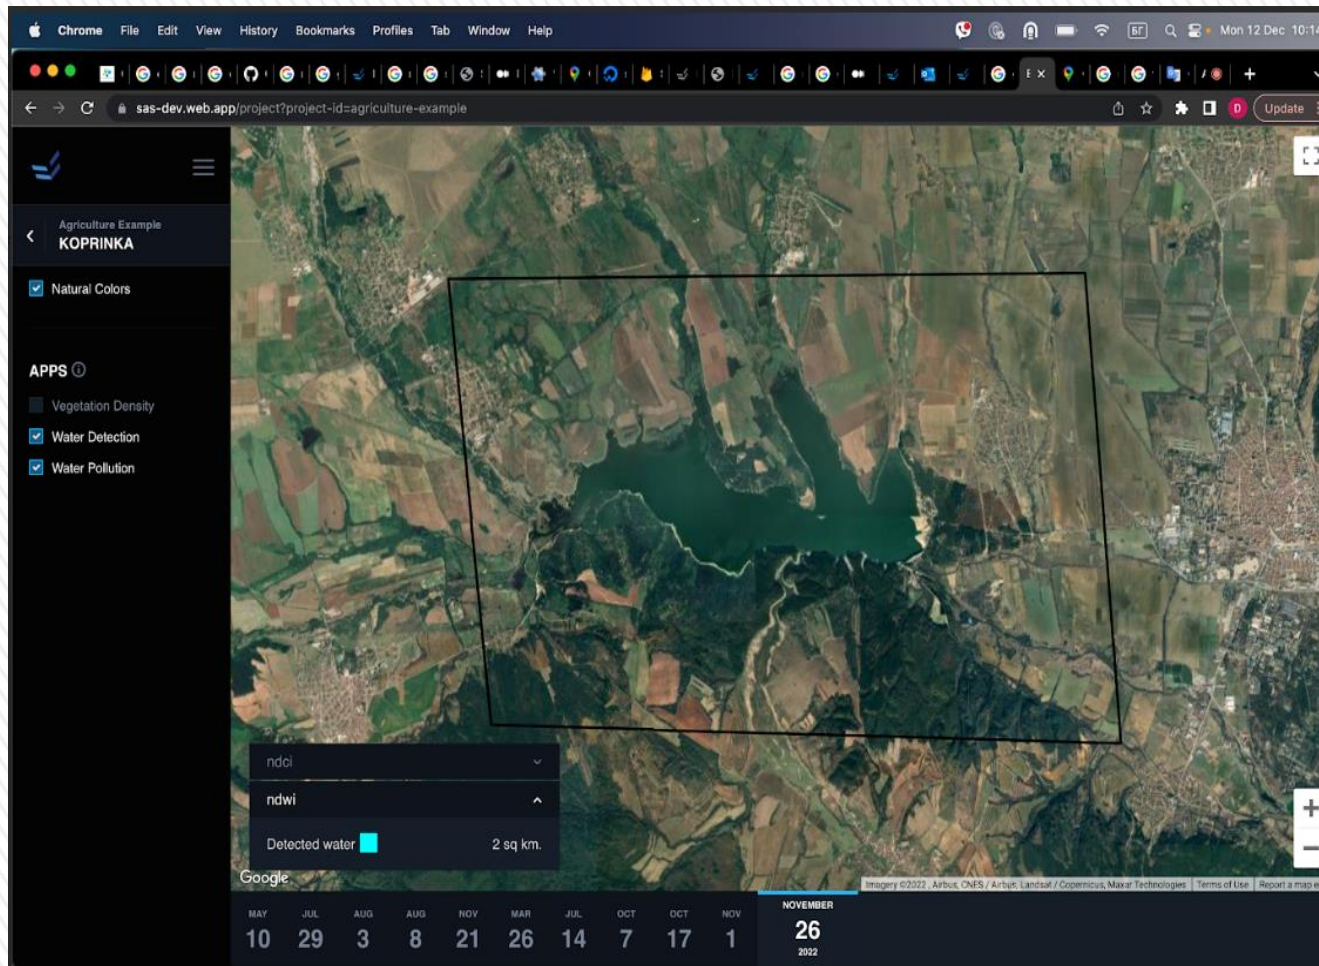 Chrome File Edit View History Bookmarks Profiles Tab Window Help БГ Mon 12 Dec 10:14
sas-dev.web.app/project?project-id=agriculture-example D Update
Agriculture Example
KOPRINKA
Natural Colors
APPS
Vegetation Density
Water Detection
Water Pollution
ndci
ndwi
Detected water 2 sq km.
Google
Imagery ©2022 , Airbus, CNES / Airbus, Landsat / Copernicus, Maxar Technologies Terms of Use Report a map e
MAY JUL AUG AUG NOV MAR JUL OCT OCT NOV NOVEMBER
10 29 3 8 21 26 14 7 17 1 26
2022